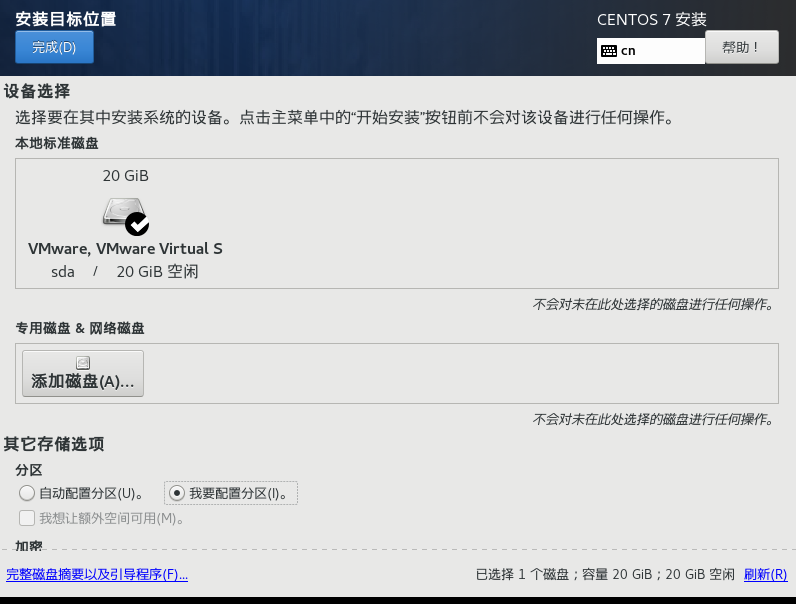 安装目标位置
CENTOS 7 安装
完成(D)
cn
帮助！
设备选择
选择要在其中安装系统的设备。点击主菜单中的“开始安装”按钮前不会对该设备进行任何操作。
本地标准磁盘
20 GiB
VMware, VMware Virtual S
sda / 20 GiB 空闲
不会对未在此处选择的磁盘进行任何操作。
专用磁盘 & 网络磁盘
添加磁盘(A)...
不会对未在此处选择的磁盘进行任何操作。
其它存储选项
分区
自动配置分区(U)。 我要配置分区(I)。
我想让额外空间可用(M)。
加密
完整磁盘摘要以及引导程序(F)... 已选择 1 个磁盘；容量 20 GiB；20 GiB 空闲 刷新(R)